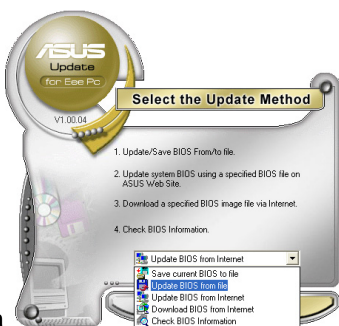 ASUS
Update
for Eee Pc
V1.00.04
Select the Update Method
1. Update/Save BIOS From/to file.
2. Update system BIOS using a specified BIOS file on
ASUS Web Site.
3. Download a specified BIOS image file via Internet.
4. Check BIOS Information.
Update BIOS from Internet
Save current BIOS to file
Update BIOS from file
Update BIOS from Internet
Download BIOS from Internet
Check BIOS Information